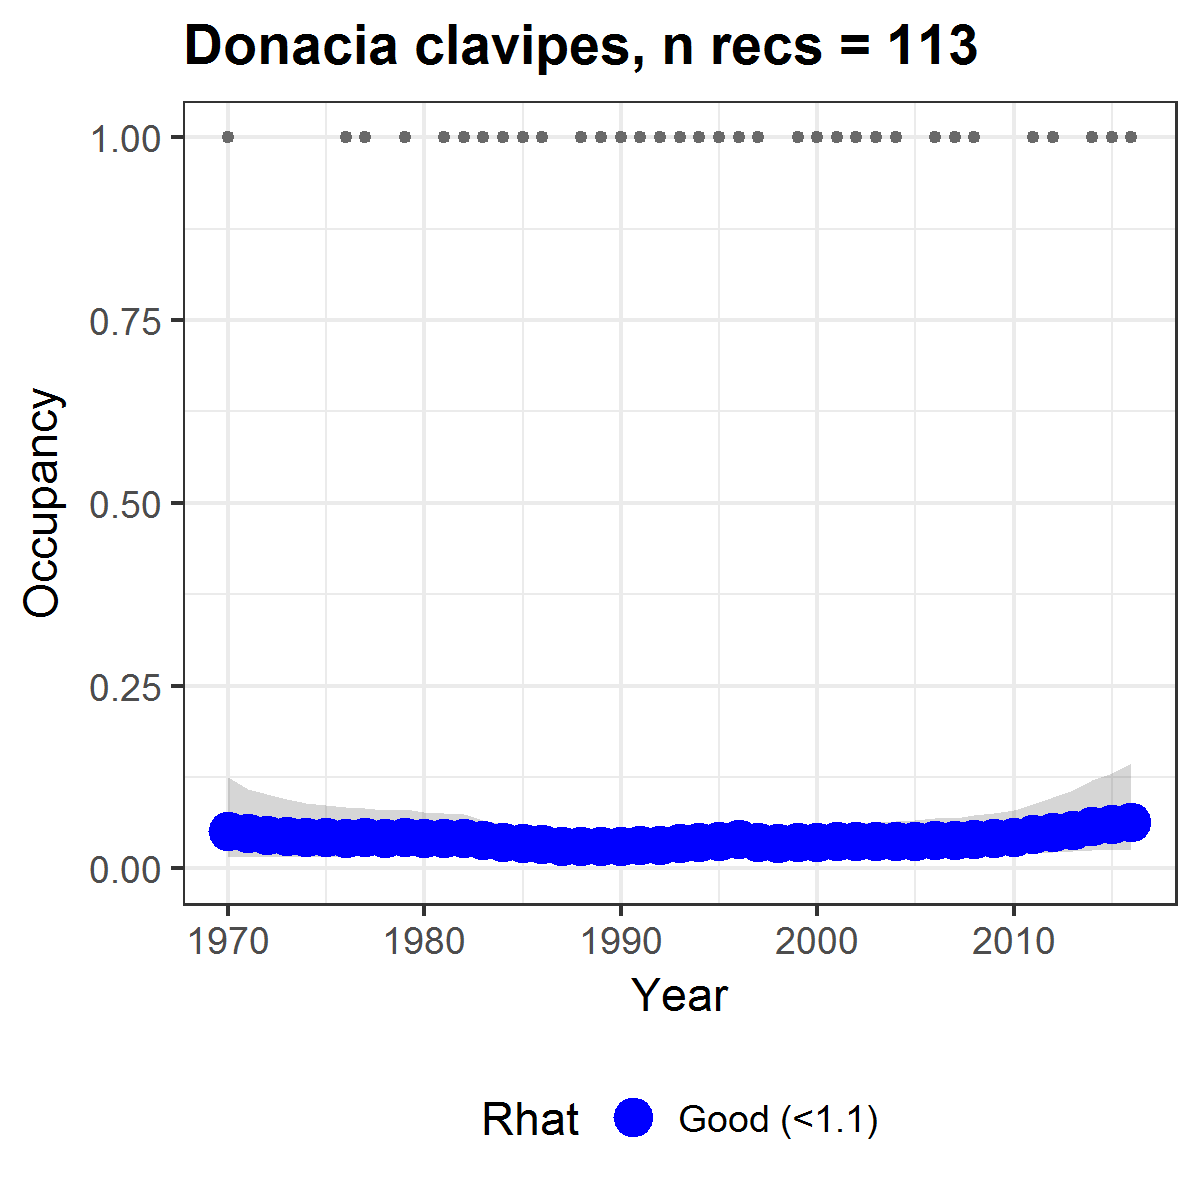 Donacia clavipes, n recs = 113
1.00
0.75
0.50
0.25
0.00
Occupancy
1970 1980 1990 2000 2010
Year
Rhat Good (<1.1)